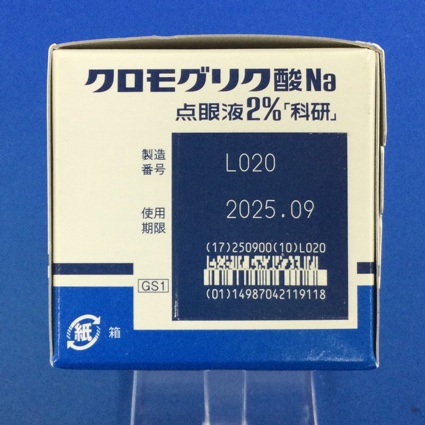 クロモグリク酸Na
点眼液2%「科研」
製造
番号
L020
使用
期限
2025.09
(17)250900(10)L020
GS1
(01)14987042119118
紙
箱